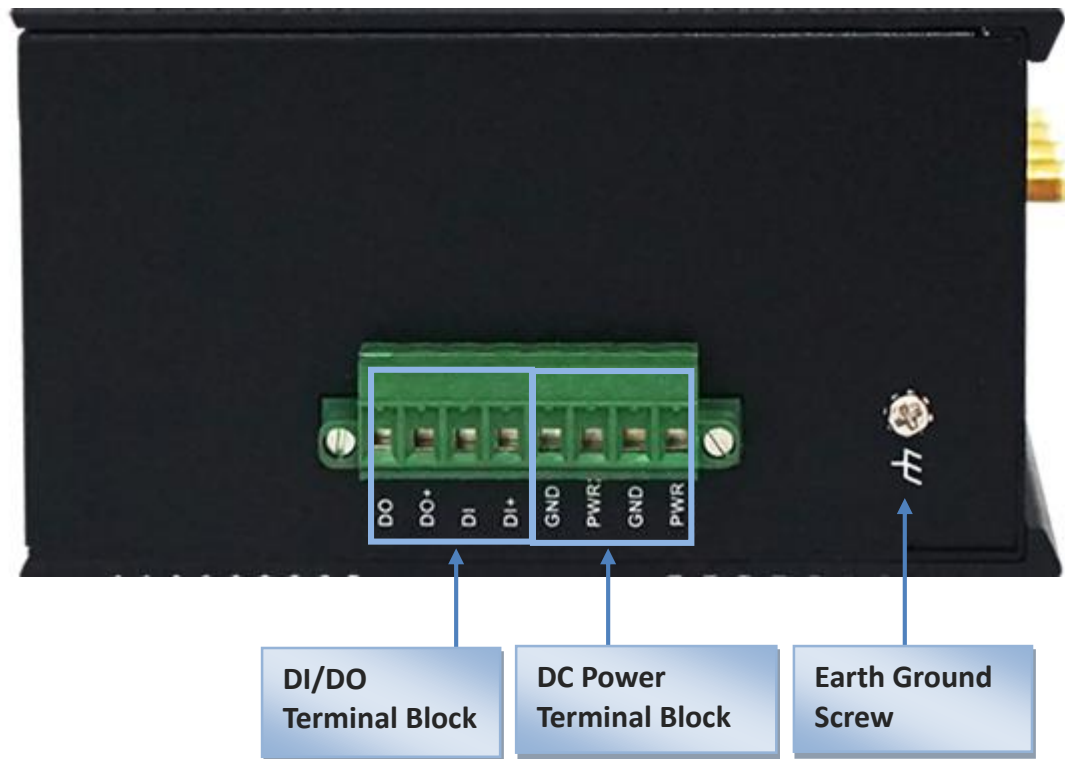 DO
DO+
DI
DI+
GND
PWR2
GND
PWR
DI/DO
Terminal Block
DC Power
Terminal Block
Earth Ground
Screw